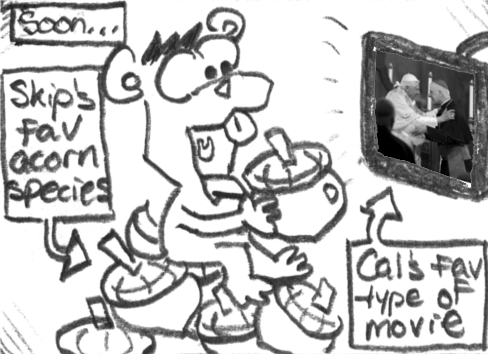 Soon...
Skip's
fav
acorn
species
Cal's fav
type of
movie